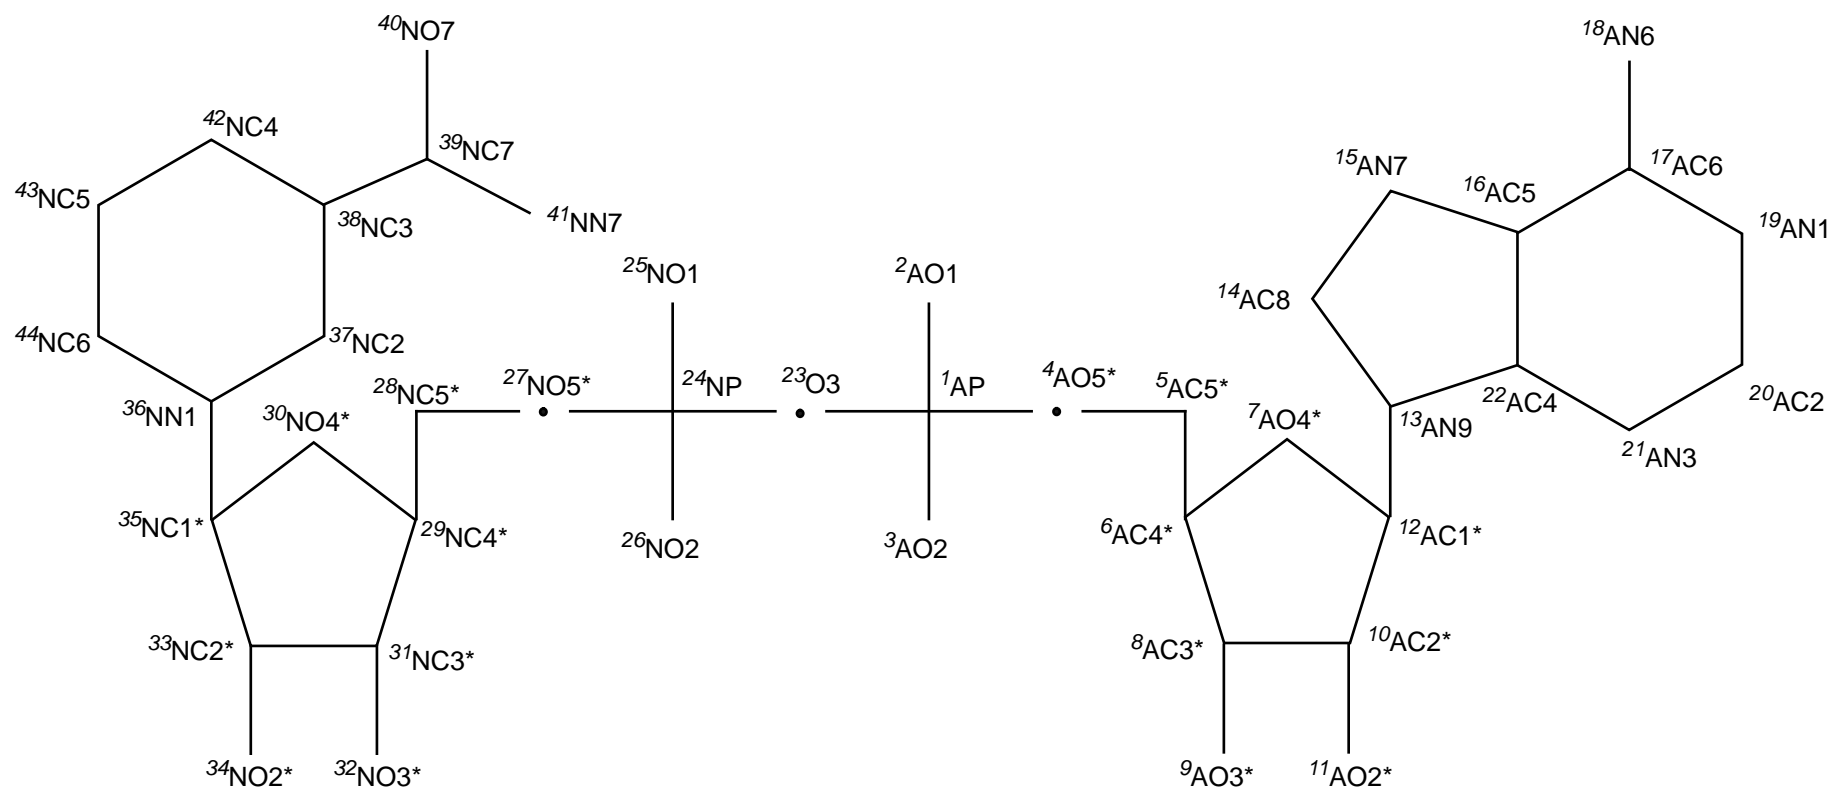 40NO7
18AN6
42NC4
39NC7
15AN7
16AC5
17AC6
43NC5
38NC3
41NN7
19AN1
25NO1
2AO1
14AC8
44NC6
37NC2
28NC5*
27NO5*
24NP
23O3
1AP
4AO5*
5AC5*
22AC4
20AC2
36NN1
30NO4*
7AO4*
13AN9
21AN3
35NC1*
29NC4*
26NO2
3AO2
6AC4*
12AC1*
33NC2*
31NC3*
8AC3*
10AC2*
34NO2*
32NO3*
9AO3*
11AO2*